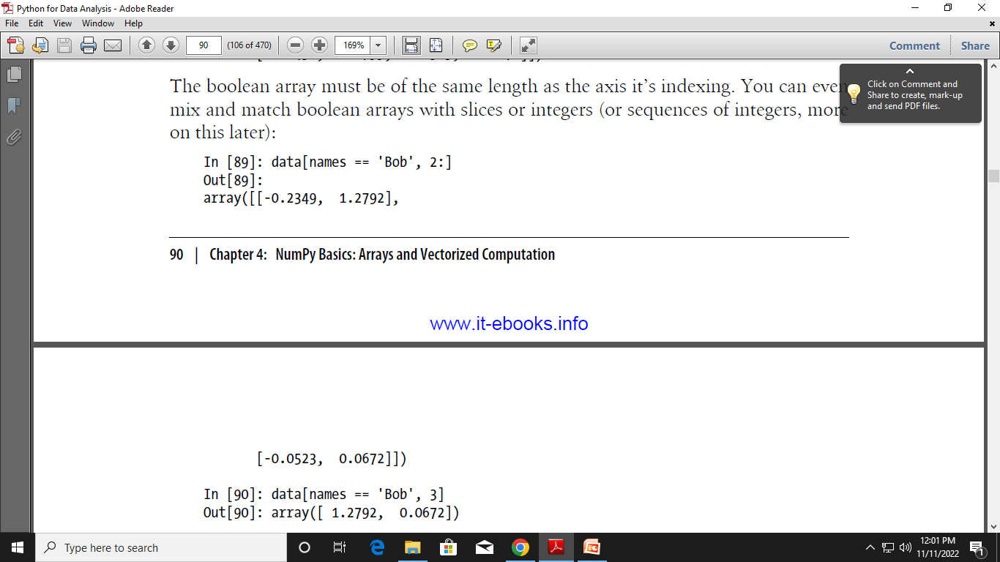 Python for Data Analysis - Adobe Reader
File Edit View Window Help
90 (106 of 470) 169% Comment Share
The boolean array must be of the same length as the axis it’s indexing. You can even
mix and match boolean arrays with slices or integers (or sequences of integers, more
on this later):
Click on Comment and
Share to create, mark-up
and send PDF files.
In [89]: data[names == 'Bob', 2:]
Out[89]:
array([[-0.2349, 1.2792],
90 | Chapter 4: NumPy Basics: Arrays and Vectorized Computation
www.it-ebooks.info
[-0.0523, 0.0672]])
In [90]: data[names == 'Bob', 3]
Out[90]: array([ 1.2792, 0.0672])
Type here to search
12:01 PM
11/11/2022
1